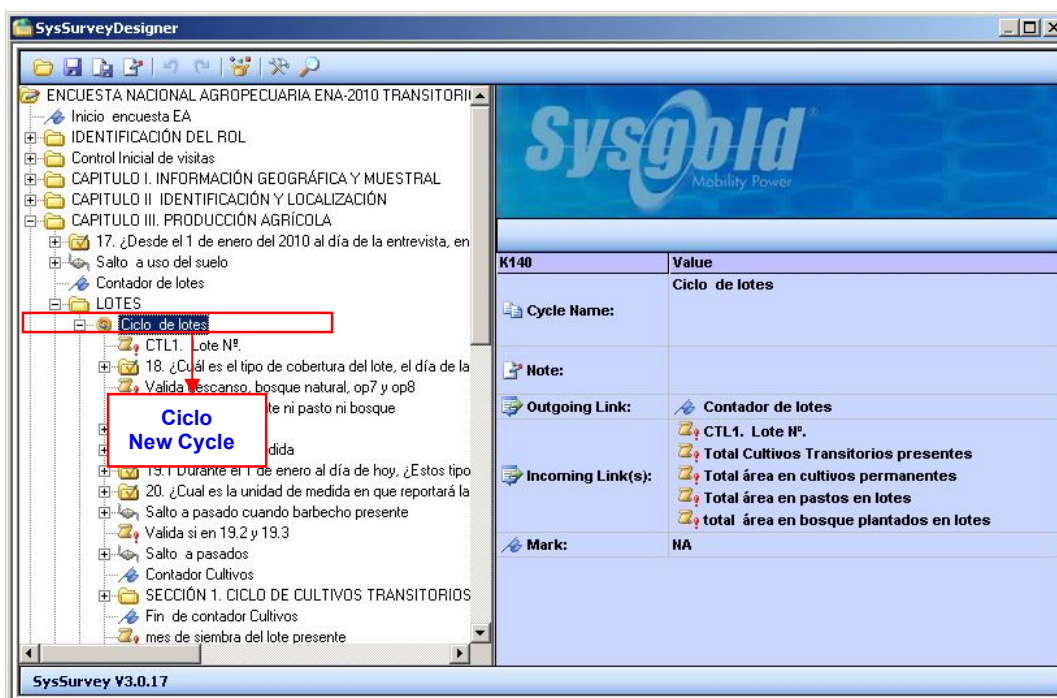 SysSurveyDesigner
ENCUESTA NACIONAL AGROPECUARIA ENA-2010 TRANSITORI
Inicio encuesta EA
IDENTIFICACIÓN DEL ROL
Control Inicial de visitas
CAPITULO I. INFORMACIÓN GEOGRÁFICA Y MUESTRAL
CAPITULO II IDENTIFICACIÓN Y LOCALIZACIÓN
CAPITULO III. PRODUCCIÓN AGRÍCOLA
17. ¿Desde el 1 de enero del 2010 al día de la entrevista, en
Salto a uso del suelo
Contador de lotes
LOTES
Ciclo de lotes
CTL1. Lote Nº.
18. ¿Cuál es el tipo de cobertura del lote, el día de la
Valida descanso, bosque natural, op7 y op8
te ni pasto ni bosque
dida
19.1 Durante el 1 de enero al día de hoy, ¿Estos tipo
20. ¿Cual es la unidad de medida en que reportará la
Salto a pasado cuando barbecho presente
Valida si en 19.2 y 19.3
Salto a pasados
Contador Cultivos
SECCIÓN 1. CICLO DE CULTIVOS TRANSITORIOS
Fin de contador Cultivos
mes de siembra del lote presente
Ciclo
New Cycle
Sysgold®
Mobility Power
K140 Value
Cycle Name: Ciclo de lotes
Note:
Outgoing Link: Contador de lotes
Incoming Link(s): CTL1. Lote Nº.
Total Cultivos Transitorios presentes
Total área en cultivos permanentes
Total área en pastos en lotes
total área en bosque plantados en lotes
Mark: NA
SysSurvey V3.0.17